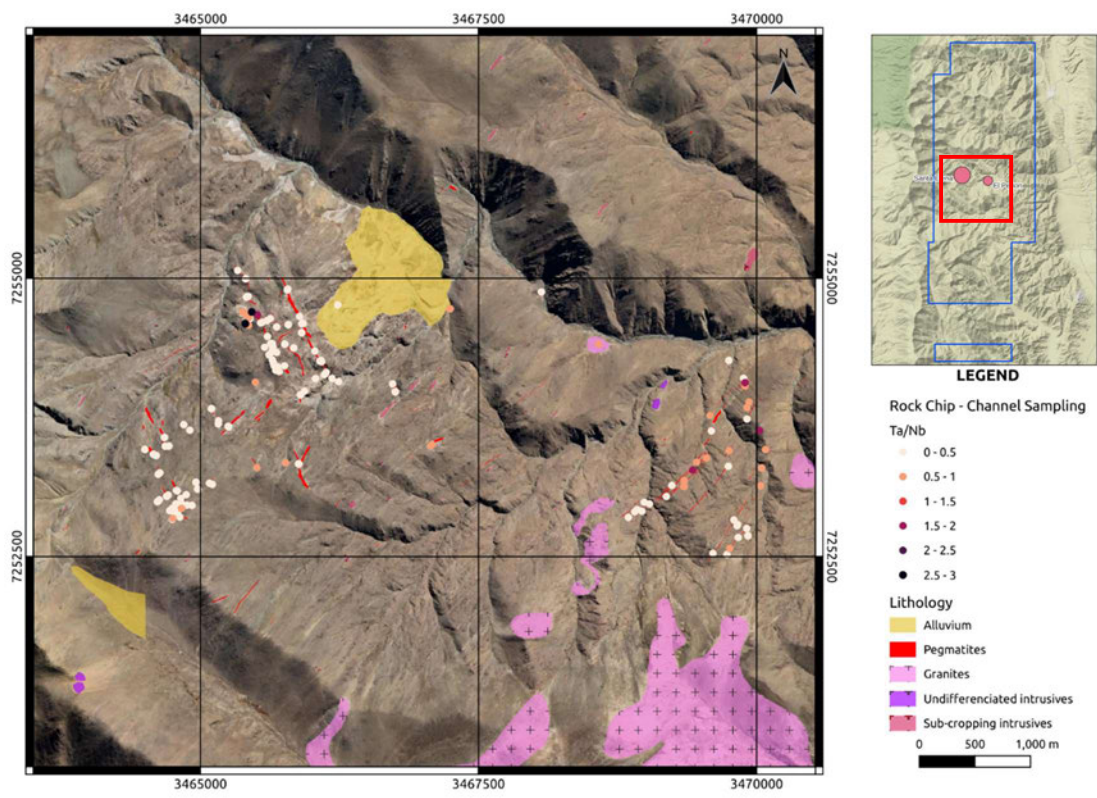 3465000
3467500
3470000
N
7255000
7255000
7252500
7252500
3465000
3467500
3470000
LEGEND
Rock Chip - Channel Sampling
Ta/Nb
0 - 0.5
0.5 - 1
1 - 1.5
1.5 - 2
2 - 2.5
2.5 - 3
Lithology
Alluvium
Pegmatites
Granites
Undifferenciated intrusives
Sub-cropping intrusives
0 500 1,000 m